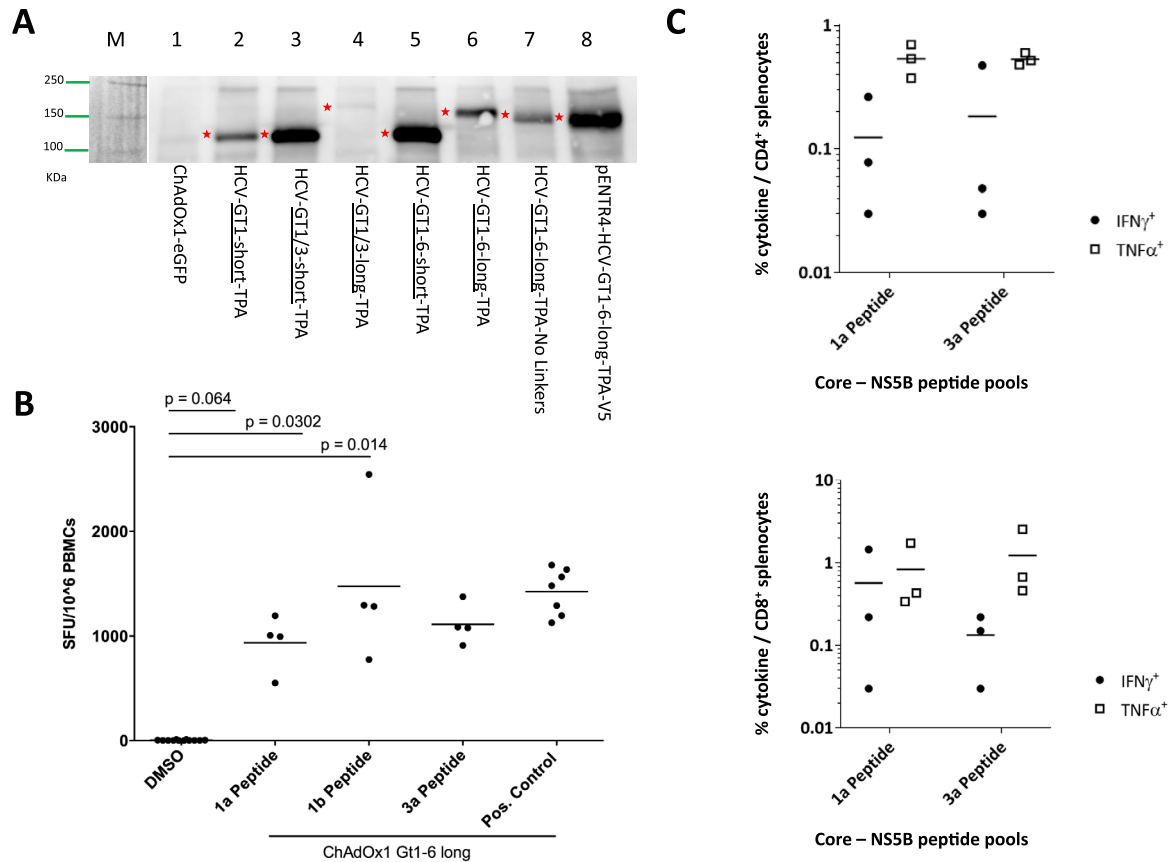 A
M 1 2 3 4 5 6 7 8
250
150
100
KDa
ChAdOx1-eGFP
HCV-GT1-short-TPA
HCV-GT1/3-short-TPA
HCV-GT1/3-long-TPA
HCV-GT1-6-short-TPA
HCV-GT1-6-long-TPA
HCV-GT1-6-long-TPA-No Linkers
pENTR4-HCV-GT1-6-long-TPA-V5
B
p = 0.064
p = 0.0302
p = 0.014
SFU/10^6 PBMCs
3000
2000
1000
0
DMSO
1a Peptide
1b Peptide
3a Peptide
Pos. Control
ChAdOx1 Gt1-6 long
C
% cytokine / CD4⁺ splenocytes
1
0.1
0.01
IFNγ⁺
TNFα⁺
1a Peptide
3a Peptide
Core – NS5B peptide pools
% cytokine / CD8⁺ splenocytes
10
1
0.1
0.01
IFNγ⁺
TNFα⁺
1a Peptide
3a Peptide
Core – NS5B peptide pools